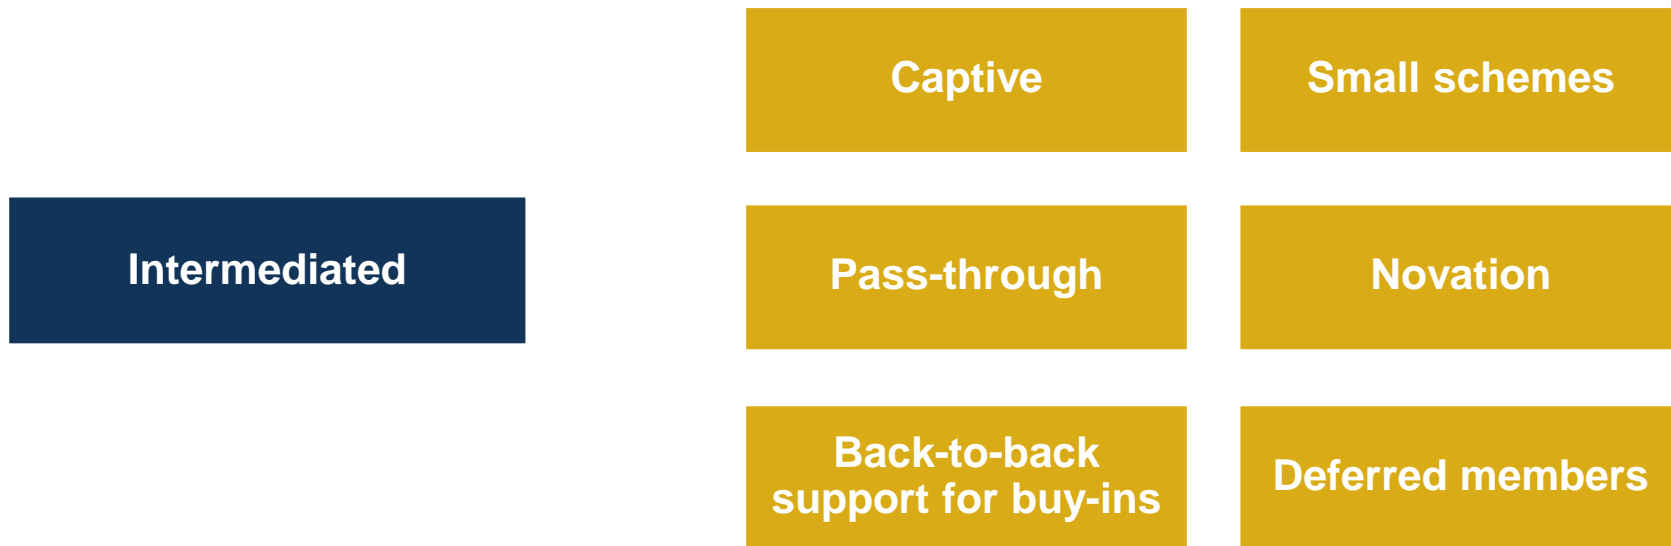 Captive
Small schemes
Intermediated
Pass-through
Novation
Back-to-back
support for buy-ins
Deferred members